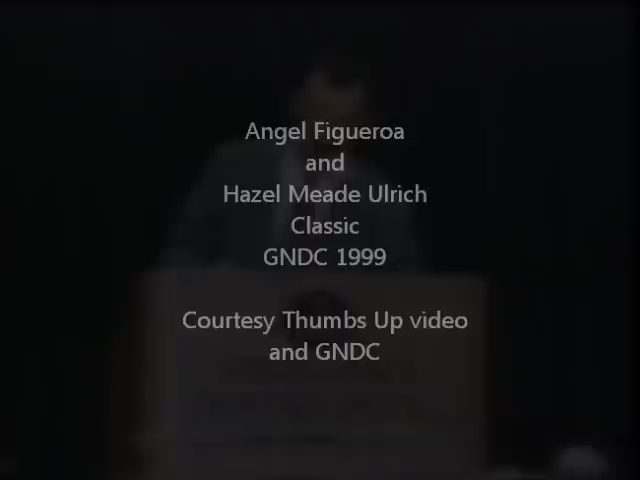 Angel Figueroa
and
Hazel Meade Ulrich
Classic
GNDC 1999
Courtesy Thumbs Up video
and GNDC